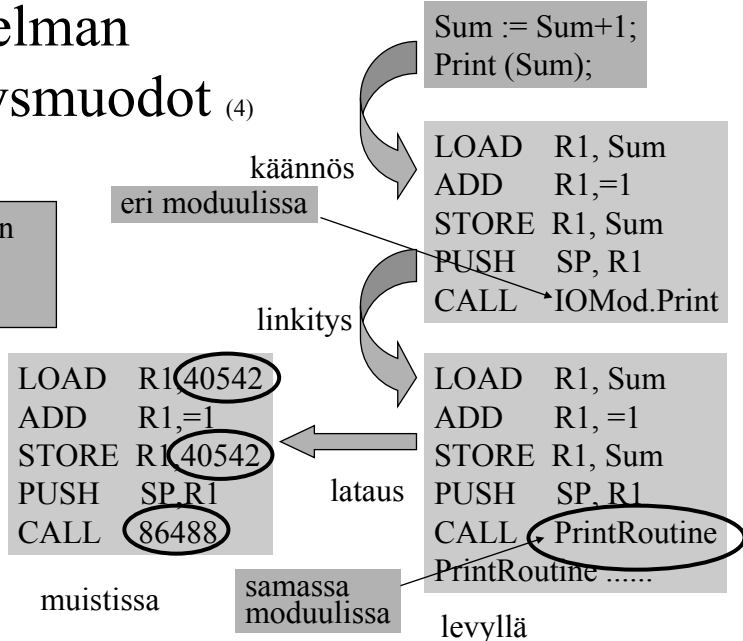 elman
ysmuodot (4)
n
Sum := Sum+1;
Print (Sum);
käännös
eri moduulissa
LOAD R1, Sum
ADD R1,=1
STORE R1, Sum
PUSH SP, R1
CALL IOMod.Print
linkitys
LOAD R1, Sum
ADD R1, =1
STORE R1, Sum
PUSH SP, R1
CALL PrintRoutine
PrintRoutine ......
samassa
moduulissa
levyllä
lataus
LOAD R1,40542
ADD R1,=1
STORE R1,40542
PUSH SP,R1
CALL 86488
muistissa